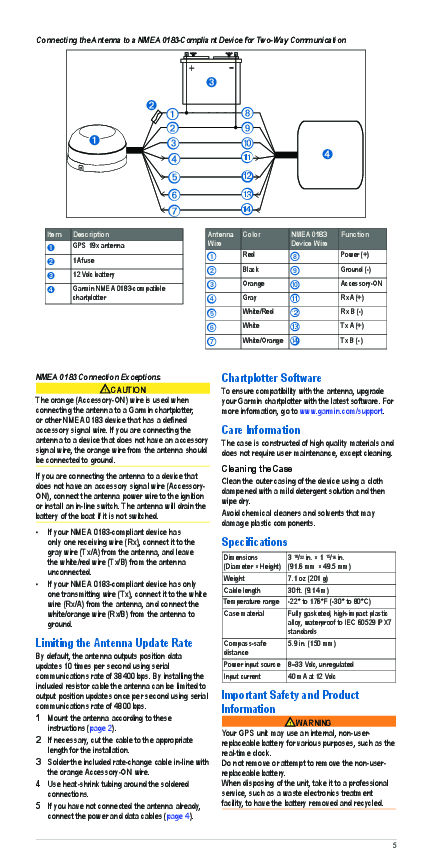 Connecting the Antenna to a NMEA 0183-Compliant Device for Two-Way Communication
+ -
3
2
1
1 8
2 9
3 10
4 11
5 12
6 13
7 14
4
Item Description
1 GPS 19x antenna
2 1A fuse
3 12 Vdc battery
4 Garmin NMEA 0183-compatible
chartplotter
Antenna
Wire Color NMEA 0183
Device Wire Function
1 Red 8 Power (+)
2 Black 9 Ground (-)
3 Orange 10 Accessory-ON
4 Gray 11 Rx A (+)
5 White/Red 12 Rx B (-)
6 White 13 Tx A (+)
7 White/Orange 14 Tx B (-)
NMEA 0183 Connection Exceptions
CAUTION
The orange (Accessory-ON) wire is used when
connecting the antenna to a Garmin chartplotter,
or other NMEA 0183 device that has a defined
accessory signal wire. If you are connecting the
antenna to a device that does not have an accessory
signal wire, the orange wire from the antenna should
be connected to ground.
If you are connecting the antenna to a device that
does not have an accessory signal wire (Accessory-
ON), connect the antenna power wire to the ignition
or install an in-line switch. The antenna will drain the
battery of the boat if it is not switched.
• If your NMEA 0183-compliant device has
only one receiving wire (Rx), connect it to the
gray wire (Tx/A) from the antenna, and leave
the white/red wire (Tx/B) from the antenna
unconnected.
• If your NMEA 0183-compliant device has only
one transmitting wire (Tx), connect it to the white
wire (Rx/A) from the antenna, and connect the
white/orange wire (Rx/B) from the antenna to
ground.
Limiting the Antenna Update Rate
By default, the antenna outputs position data
updates 10 times per second using serial
communications rate of 38400 bps. By installing the
included resistor cable the antenna can be limited to
output position updates once per second using serial
communications rate of 4800 bps.
1 Mount the antenna according to these
instructions (page 2).
2 If necessary, cut the cable to the appropriate
length for the installation.
3 Solder the included rate-change cable in-line with
the orange Accessory-ON wire.
4 Use heat-shrink tubing around the soldered
connections.
5 If you have not connected the antenna already,
connect the power and data cables (page 4).
Chartplotter Software
To ensure compatibility with the antenna, upgrade
your Garmin chartplotter with the latest software. For
more information, go to www.garmin.com/support.
Care Information
The case is constructed of high quality materials and
does not require user maintenance, except cleaning.
Cleaning the Case
Clean the outer casing of the device using a cloth
dampened with a mild detergent solution and then
wipe dry.
Avoid chemical cleaners and solvents that may
damage plastic components.
Specifications
Dimensions
(Diameter × Height) (91.6 mm × 49.5 mm)
Weight 7.1 oz (201 g)
Cable length 30 ft. (9.14 m)
Temperature range -22° to 176°F (-30° to 80°C)
Case material Fully gasketed, high-impact plastic
alloy, waterproof to IEC 60529 IPX7
standards
Compass-safe
distance 5.9 in. (150 mm)
Power input source 8–33 Vdc, unregulated
Input current 40 mA at 12 Vdc
Important Safety and Product
Information
WARNING
Your GPS unit may use an internal, non-user-
replaceable battery for various purposes, such as the
real-time clock.
Do not remove or attempt to remove the non-user-
replaceable battery.
When disposing of the unit, take it to a professional
service, such as a waste electronics treatment
facility, to have the battery removed and recycled.
5